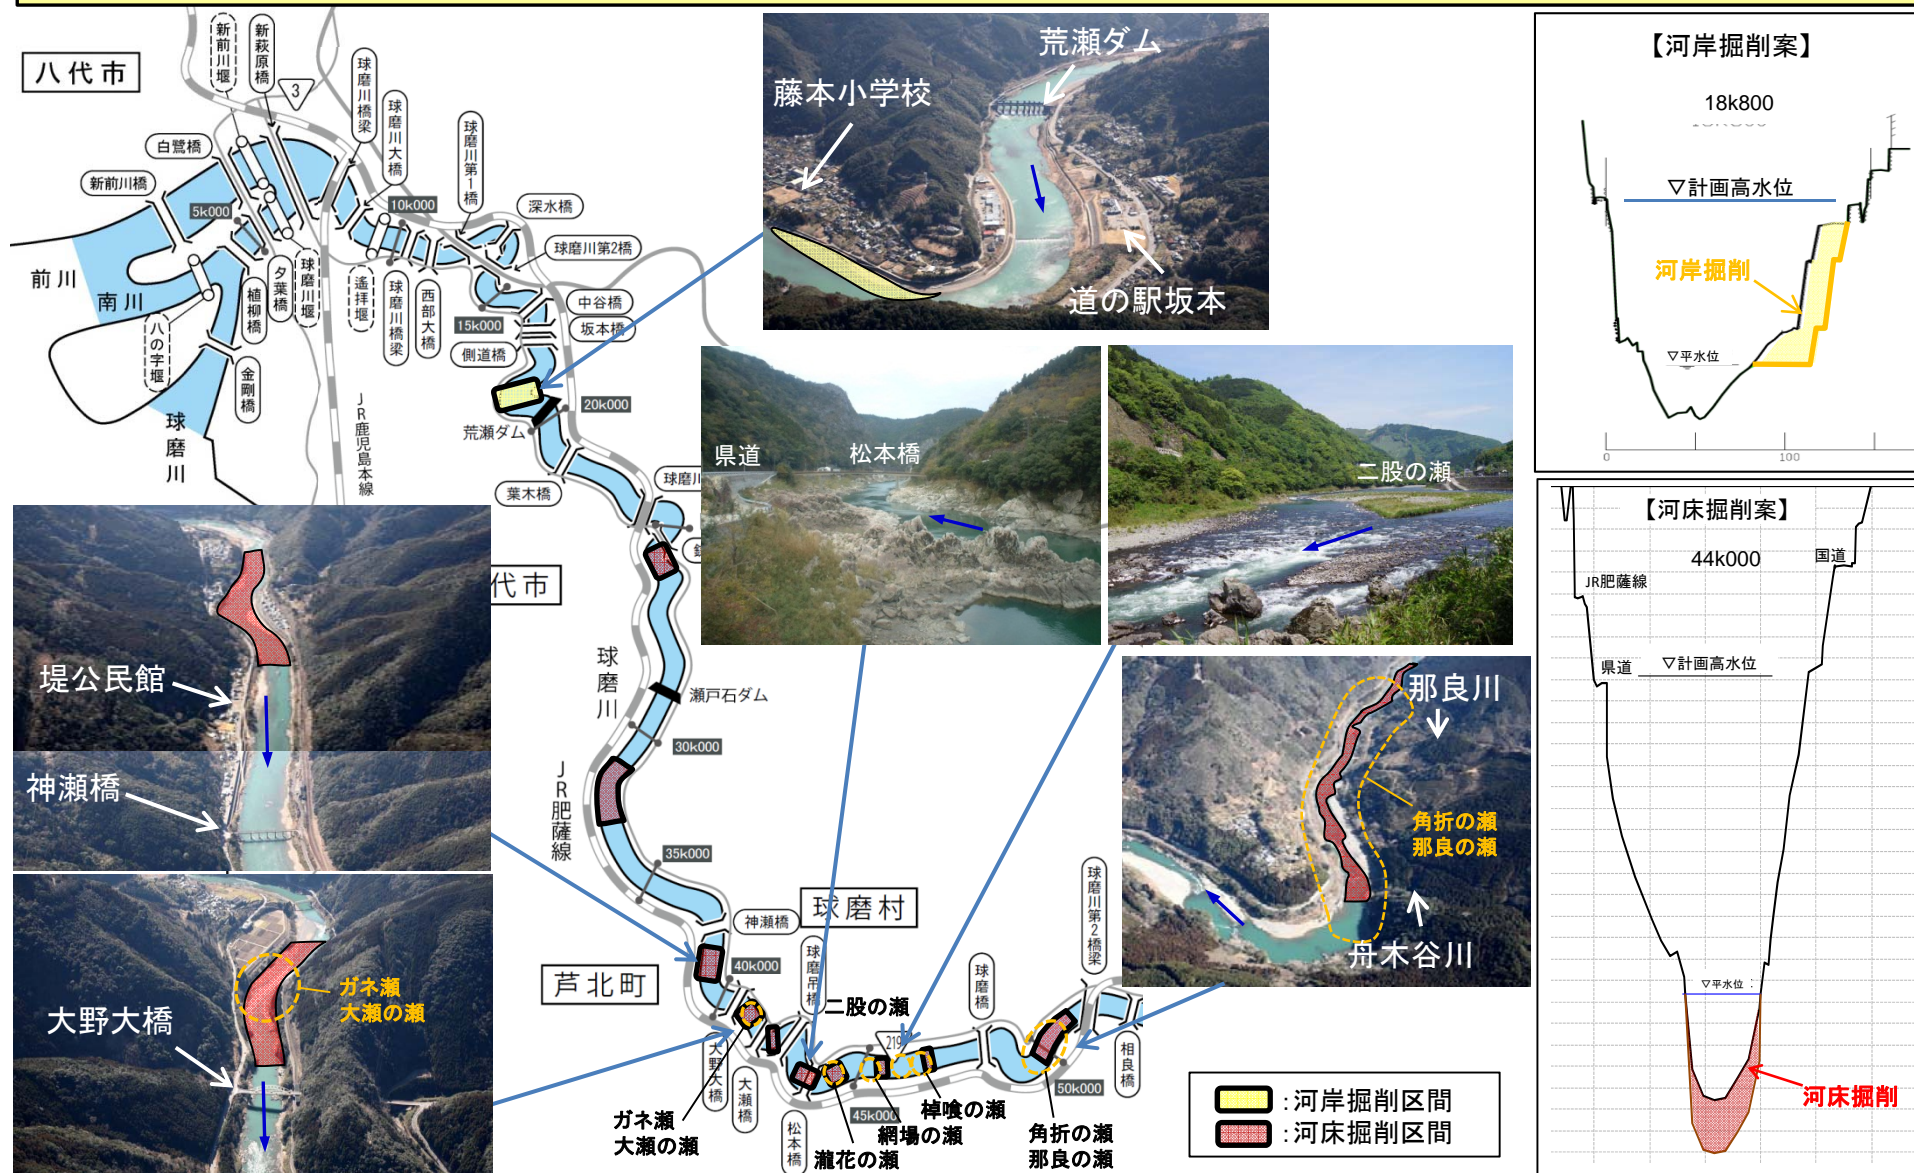 八代市
新前川堰
新萩原橋
3
球磨川橋梁
球磨川大橋
球磨川第1橋
白鷺橋
新前川橋
5k000
10k000
深水橋
球磨川第2橋
前川
南川
植柳橋
夕葉橋
球磨川堰
遙拝堰
球磨川橋梁
西部大橋
15k000
中谷橋
坂本橋
側道橋
八の字堰
金剛橋
球磨川
JR鹿児島本線
20k000
荒瀬ダム
葉木橋
球磨川
代市
球磨川
瀬戸石ダム
30k000
JR肥薩線
35k000
神瀬橋
球磨村
40k000
芦北町
球磨吊橋
二股の瀬
219
球磨橋
球磨川第2橋梁
相良橋
50k000
大野大橋
大瀬橋
松本橋
45k000
ガネ瀬
大瀬の瀬
瀧花の瀬
網場の瀬
棹喰の瀬
角折の瀬
那良の瀬
荒瀬ダム
藤本小学校
道の駅坂本
県道
松本橋
二股の瀬
堤公民館
神瀬橋
ガネ瀬
大瀬の瀬
大野大橋
那良川
角折の瀬
那良の瀬
舟木谷川
:河岸掘削区間
:河床掘削区間
【河岸掘削案】
18k800
▽計画高水位
河岸掘削
▽平水位
0
100
【河床掘削案】
44k000
国道
JR肥薩線
県道
▽計画高水位
▽平水位
河床掘削